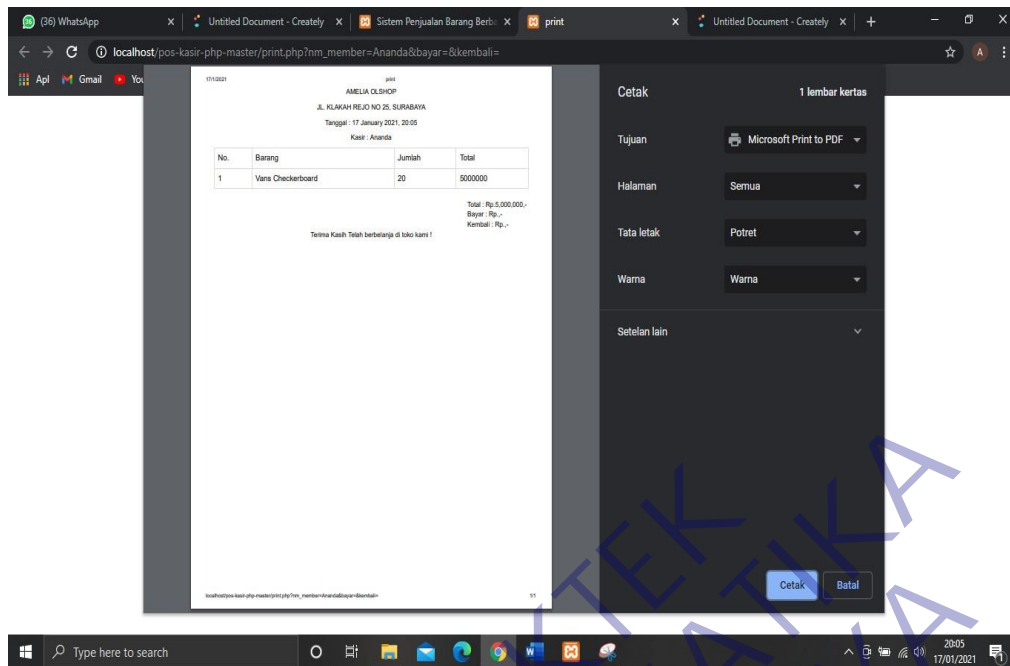 (36) WhatsApp
Untitled Document - Creately
Sistem Penjualan Barang Berba
print
Untitled Document - Creately
localhost/pos-kasir-php-master/print.php?nm_member=Ananda&bayar=&kembali=
Apl Gmail You
17/1/2021 print
AMELIA OLSHOP
JL. KLAKAH REJO NO 25, SURABAYA
Tanggal : 17 January 2021, 20:05
Kasir : Ananda
No. Barang Jumlah Total
1 Vans Checkerboard 20 5000000
Total : Rp.5,000,000,-
Bayar : Rp.,-
Kembali : Rp.,-
Terima Kasih Telah berbelanja di toko kami !
localhost/pos-kasir-php-master/print.php?nm_member=Ananda&bayar=&kembali= 1/1
Cetak 1 lembar kertas
Tujuan Microsoft Print to PDF
Halaman Semua
Tata letak Potret
Warna Warna
Setelan lain
Cetak Batal
Type here to search
20:05
17/01/2021